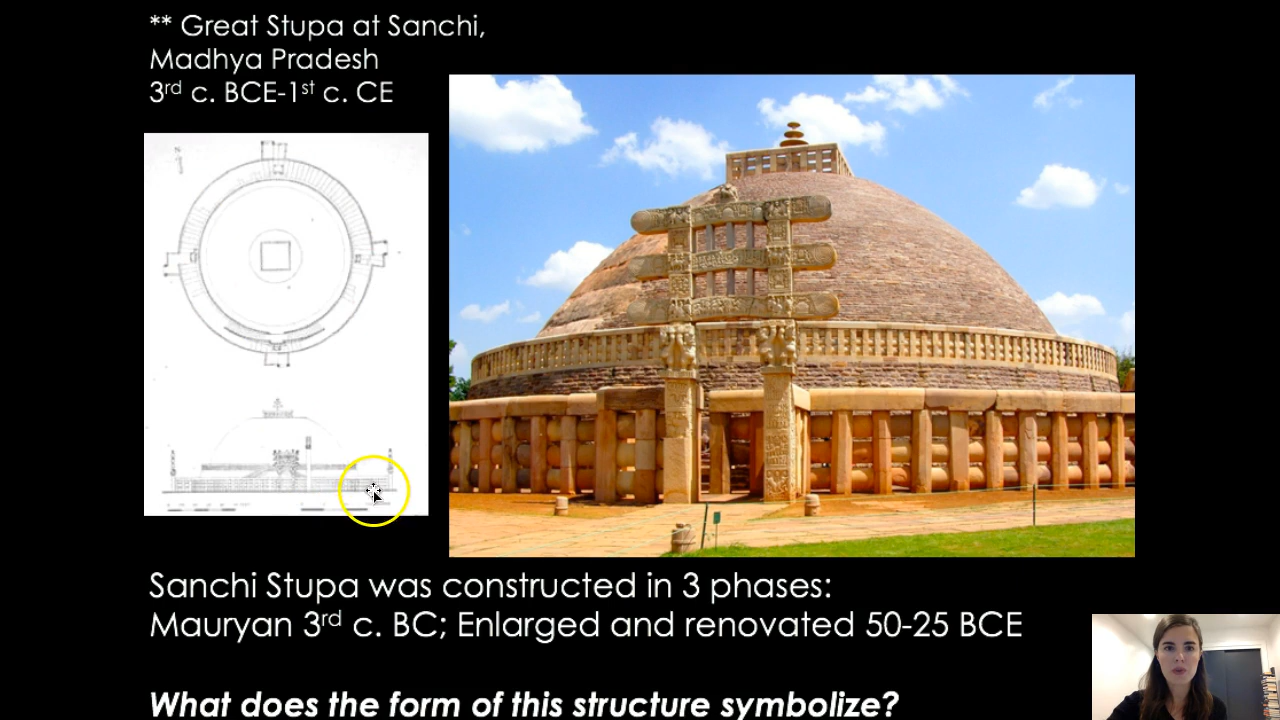 ** Great Stupa at Sanchi,
Madhya Pradesh
3rd c. BCE-1st c. CE
N
Sanchi Stupa was constructed in 3 phases:
Mauryan 3rd c. BC; Enlarged and renovated 50-25 BCE
What does the form of this structure symbolize?